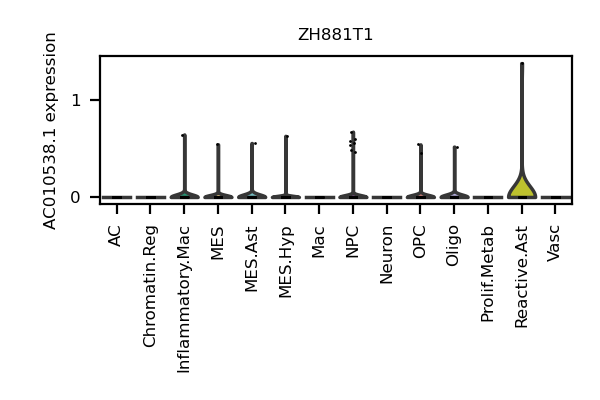 ZH881T1
AC010538.1 expression
1
0
AC
Chromatin.Reg
Inflammatory.Mac
MES
MES.Ast
MES.Hyp
Mac
NPC
Neuron
OPC
Oligo
Prolif.Metab
Reactive.Ast
Vasc